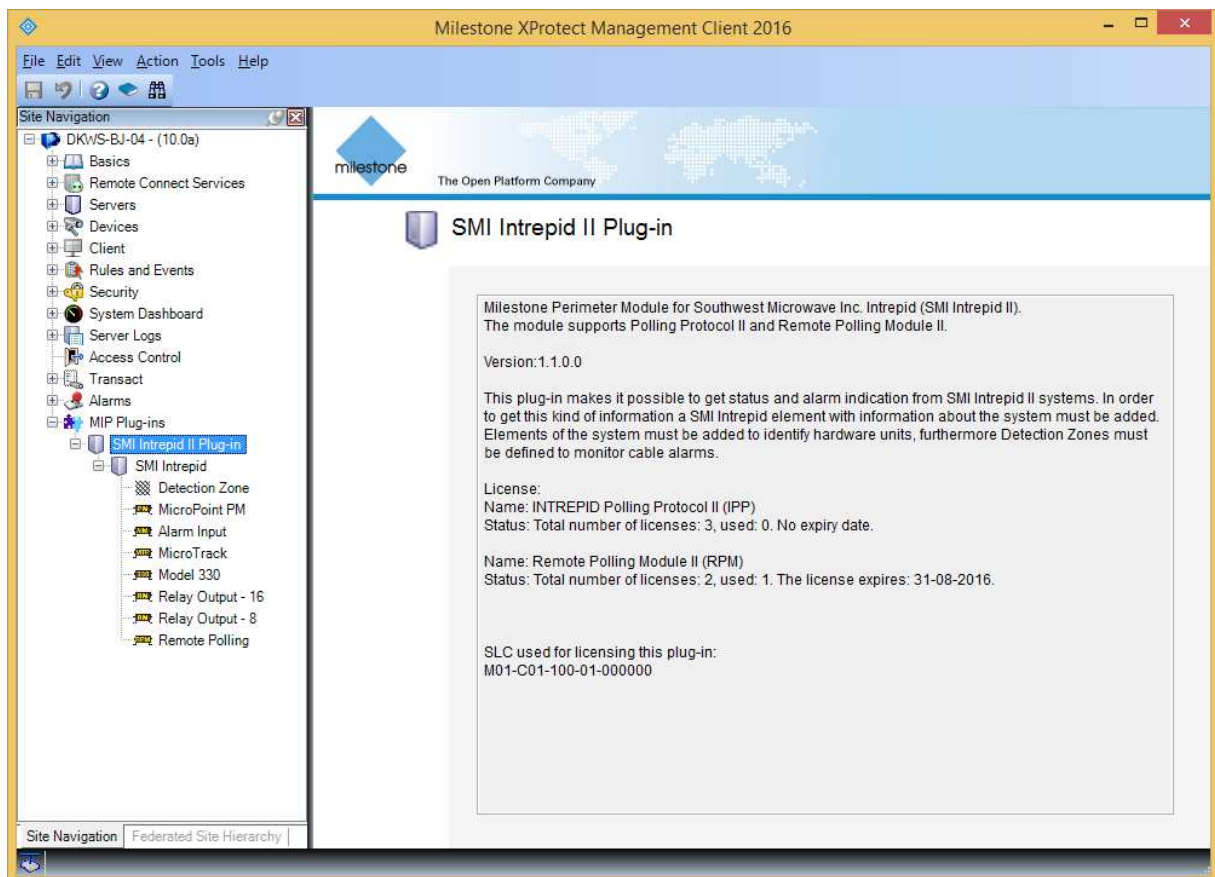 Milestone XProtect Management Client 2016
File Edit View Action Tools Help
Site Navigation
DKWS-BJ-04 - (10.0a)
Basics
Remote Connect Services
Servers
Devices
Client
Rules and Events
Security
System Dashboard
Server Logs
Access Control
Transact
Alarms
MIP Plug-ins
SMI Intrepid II Plug-in
SMI Intrepid
Detection Zone
MicroPoint PM
Alarm Input
MicroTrack
Model 330
Relay Output - 16
Relay Output - 8
Remote Polling
Site Navigation Federated Site Hierarchy
milestone
The Open Platform Company
SMI Intrepid II Plug-in
Milestone Perimeter Module for Southwest Microwave Inc. Intrepid (SMI Intrepid II).
The module supports Polling Protocol II and Remote Polling Module II.
Version:1.1.0.0
This plug-in makes it possible to get status and alarm indication from SMI Intrepid II systems. In order
to get this kind of information a SMI Intrepid element with information about the system must be added.
Elements of the system must be added to identify hardware units, furthermore Detection Zones must
be defined to monitor cable alarms.
License:
Name: INTREPID Polling Protocol II (IPP)
Status: Total number of licenses: 3, used: 0. No expiry date.
Name: Remote Polling Module II (RPM)
Status: Total number of licenses: 2, used: 1. The license expires: 31-08-2016.
SLC used for licensing this plug-in:
M01-C01-100-01-000000